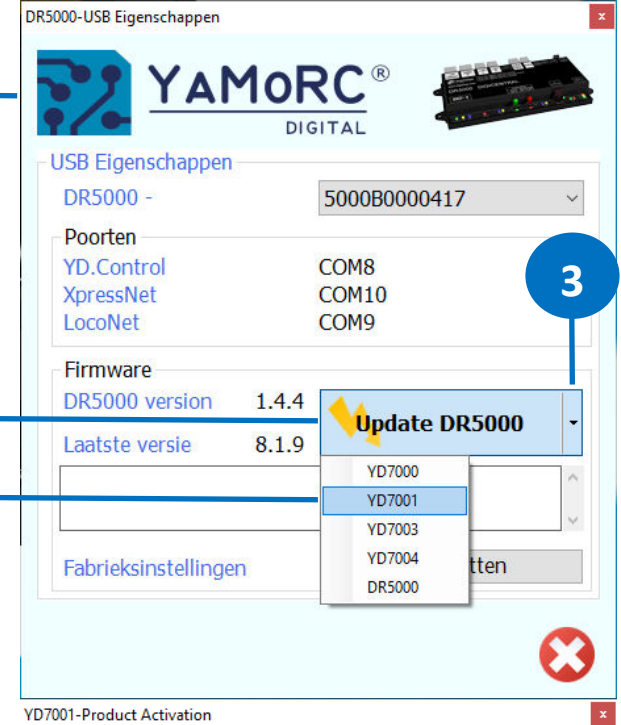 DR5000-USB Eigenschappen
x
YAMORC®
DIGITAL
USB Eigenschappen
DR5000 - 5000B0000417
Poorten
YD.Control COM8
XpressNet COM10
LocoNet COM9
3
Firmware
DR5000 version 1.4.4
Update DR5000
Laatste versie 8.1.9
YD7000
YD7001
YD7003
YD7004
DR5000
Fabrieksinstellingen tten
YD7001-Product Activation
x